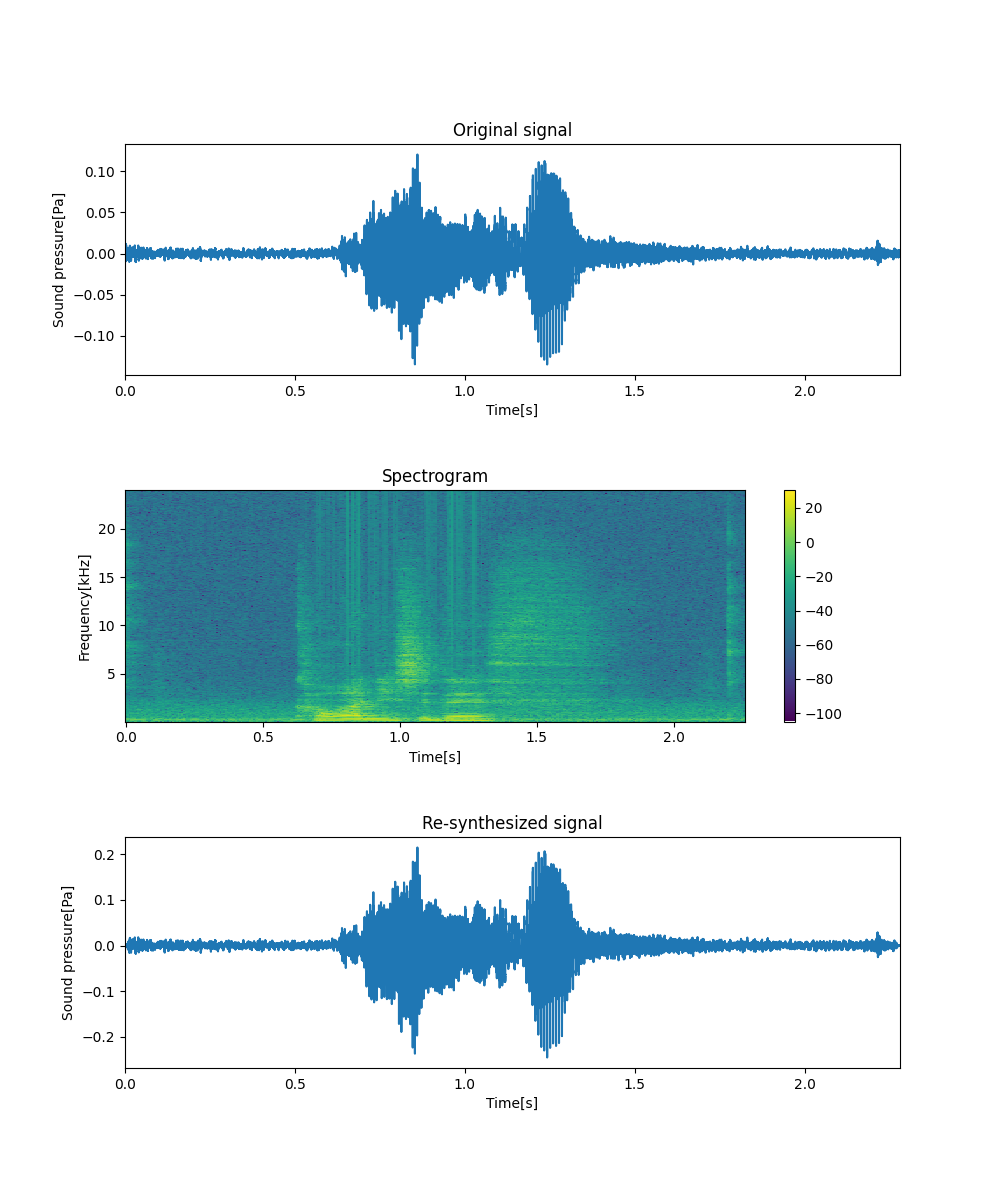 Original signal
Sound pressure[Pa]
0.10
0.05
0.00
−0.05
−0.10
0.0 0.5 1.0 1.5 2.0
Time[s]
Spectrogram
Frequency[kHz]
20
15
10
5
0.0 0.5 1.0 1.5 2.0
Time[s]
20
0
−20
−40
−60
−80
−100
Re-synthesized signal
Sound pressure[Pa]
0.2
0.1
0.0
−0.1
−0.2
0.0 0.5 1.0 1.5 2.0
Time[s]